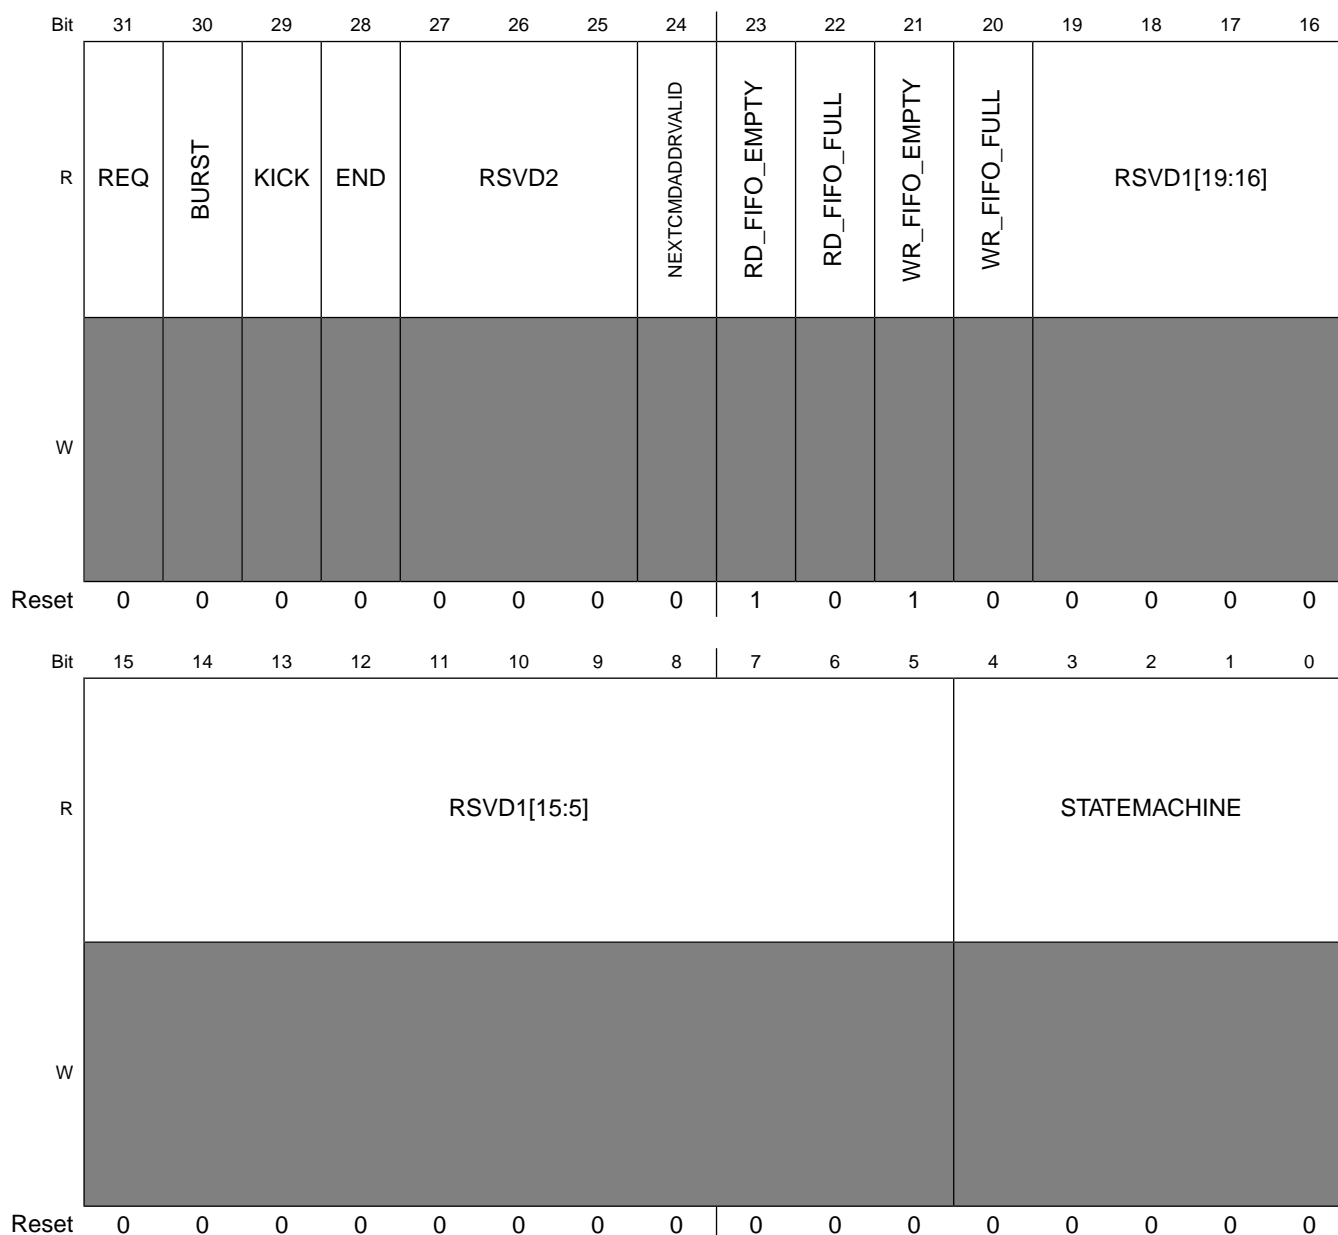 Bit 31 30 29 28 27 26 25 24 23 22 21 20 19 18 17 16
R REQ BURST KICK END RSVD2 NEXTCMDADDRVALID RD_FIFO_EMPTY RD_FIFO_FULL WR_FIFO_EMPTY WR_FIFO_FULL RSVD1[19:16]
W
Reset 0 0 0 0 0 0 0 0 1 0 1 0 0 0 0 0
Bit 15 14 13 12 11 10 9 8 7 6 5 4 3 2 1 0
R RSVD1[15:5] STATEMACHINE
W
Reset 0 0 0 0 0 0 0 0 0 0 0 0 0 0 0 0